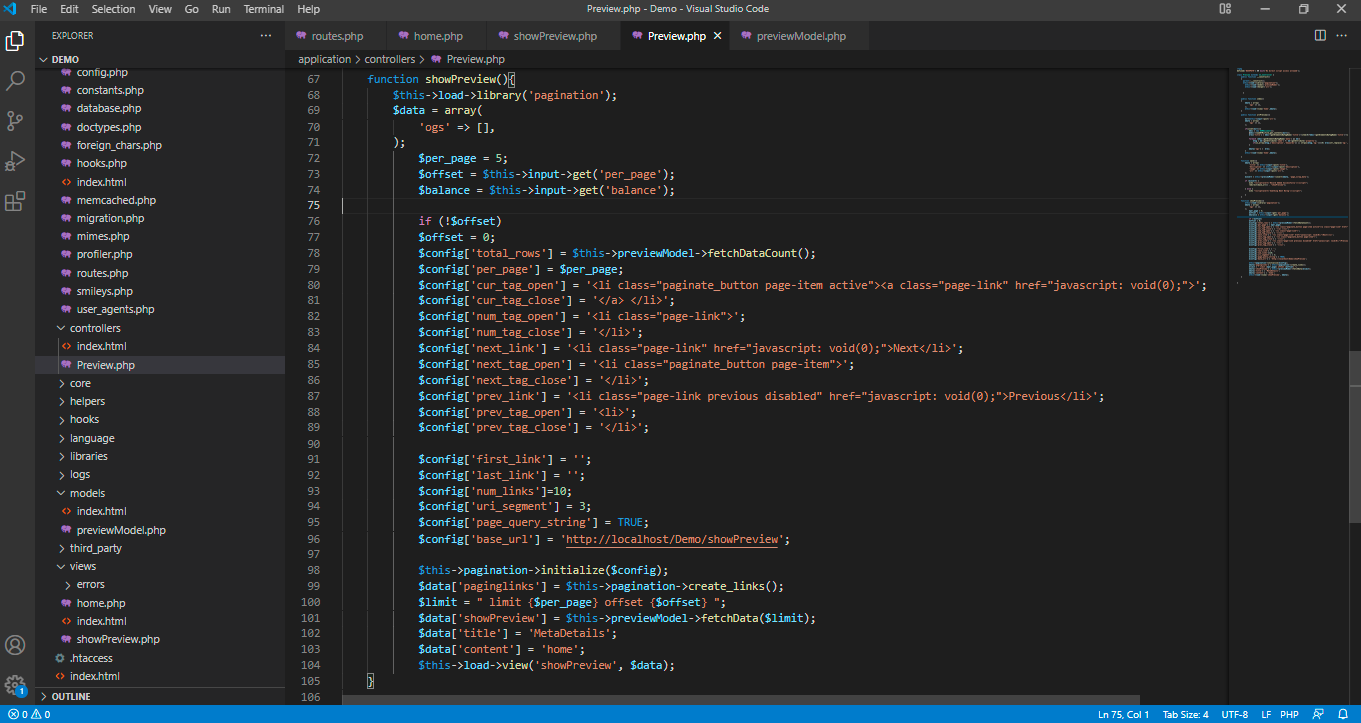 File Edit Selection View Go Run Terminal Help Preview.php - Demo - Visual Studio Code
EXPLORER
DEMO
config.php
constants.php
database.php
doctypes.php
foreign_chars.php
hooks.php
index.html
memcached.php
migration.php
mimes.php
profiler.php
routes.php
smileys.php
user_agents.php
controllers
index.html
Preview.php
core
helpers
hooks
language
libraries
logs
models
index.html
previewModel.php
third_party
views
errors
home.php
index.html
showPreview.php
.htaccess
index.html
OUTLINE
routes.php home.php showPreview.php Preview.php previewModel.php
application > controllers > Preview.php
67 function showPreview(){
68 $this->load->library('pagination');
69 $data = array(
70 'ogs' => [],
71 );
72 $per_page = 5;
73 $offset = $this->input->get('per_page');
74 $balance = $this->input->get('balance');
75
76 if (!$offset)
77 $offset = 0;
78 $config['total_rows'] = $this->previewModel->fetchDataCount();
79 $config['per_page'] = $per_page;
80 $config['cur_tag_open'] = '<li class="paginate_button page-item active"><a class="page-link" href="javascript: void(0);">';
81 $config['cur_tag_close'] = '</a> </li>';
82 $config['num_tag_open'] = '<li class="page-link">';
83 $config['num_tag_close'] = '</li>';
84 $config['next_link'] = '<li class="page-link" href="javascript: void(0);">Next</li>';
85 $config['next_tag_open'] = '<li class="paginate_button page-item">';
86 $config['next_tag_close'] = '</li>';
87 $config['prev_link'] = '<li class="page-link previous disabled" href="javascript: void(0);">Previous</li>';
88 $config['prev_tag_open'] = '<li>';
89 $config['prev_tag_close'] = '</li>';
90
91 $config['first_link'] = '';
92 $config['last_link'] = '';
93 $config['num_links']=10;
94 $config['uri_segment'] = 3;
95 $config['page_query_string'] = TRUE;
96 $config['base_url'] = 'http://localhost/Demo/showPreview';
97
98 $this->pagination->initialize($config);
99 $data['paginglinks'] = $this->pagination->create_links();
100 $limit = " limit {$per_page} offset {$offset} ";
101 $data['showPreview'] = $this->previewModel->fetchData($limit);
102 $data['title'] = 'MetaDetails';
103 $data['content'] = 'home';
104 $this->load->view('showPreview', $data);
105 }
106
1
0 0 Ln 75, Col 1 Tab Size: 4 UTF-8 LF PHP